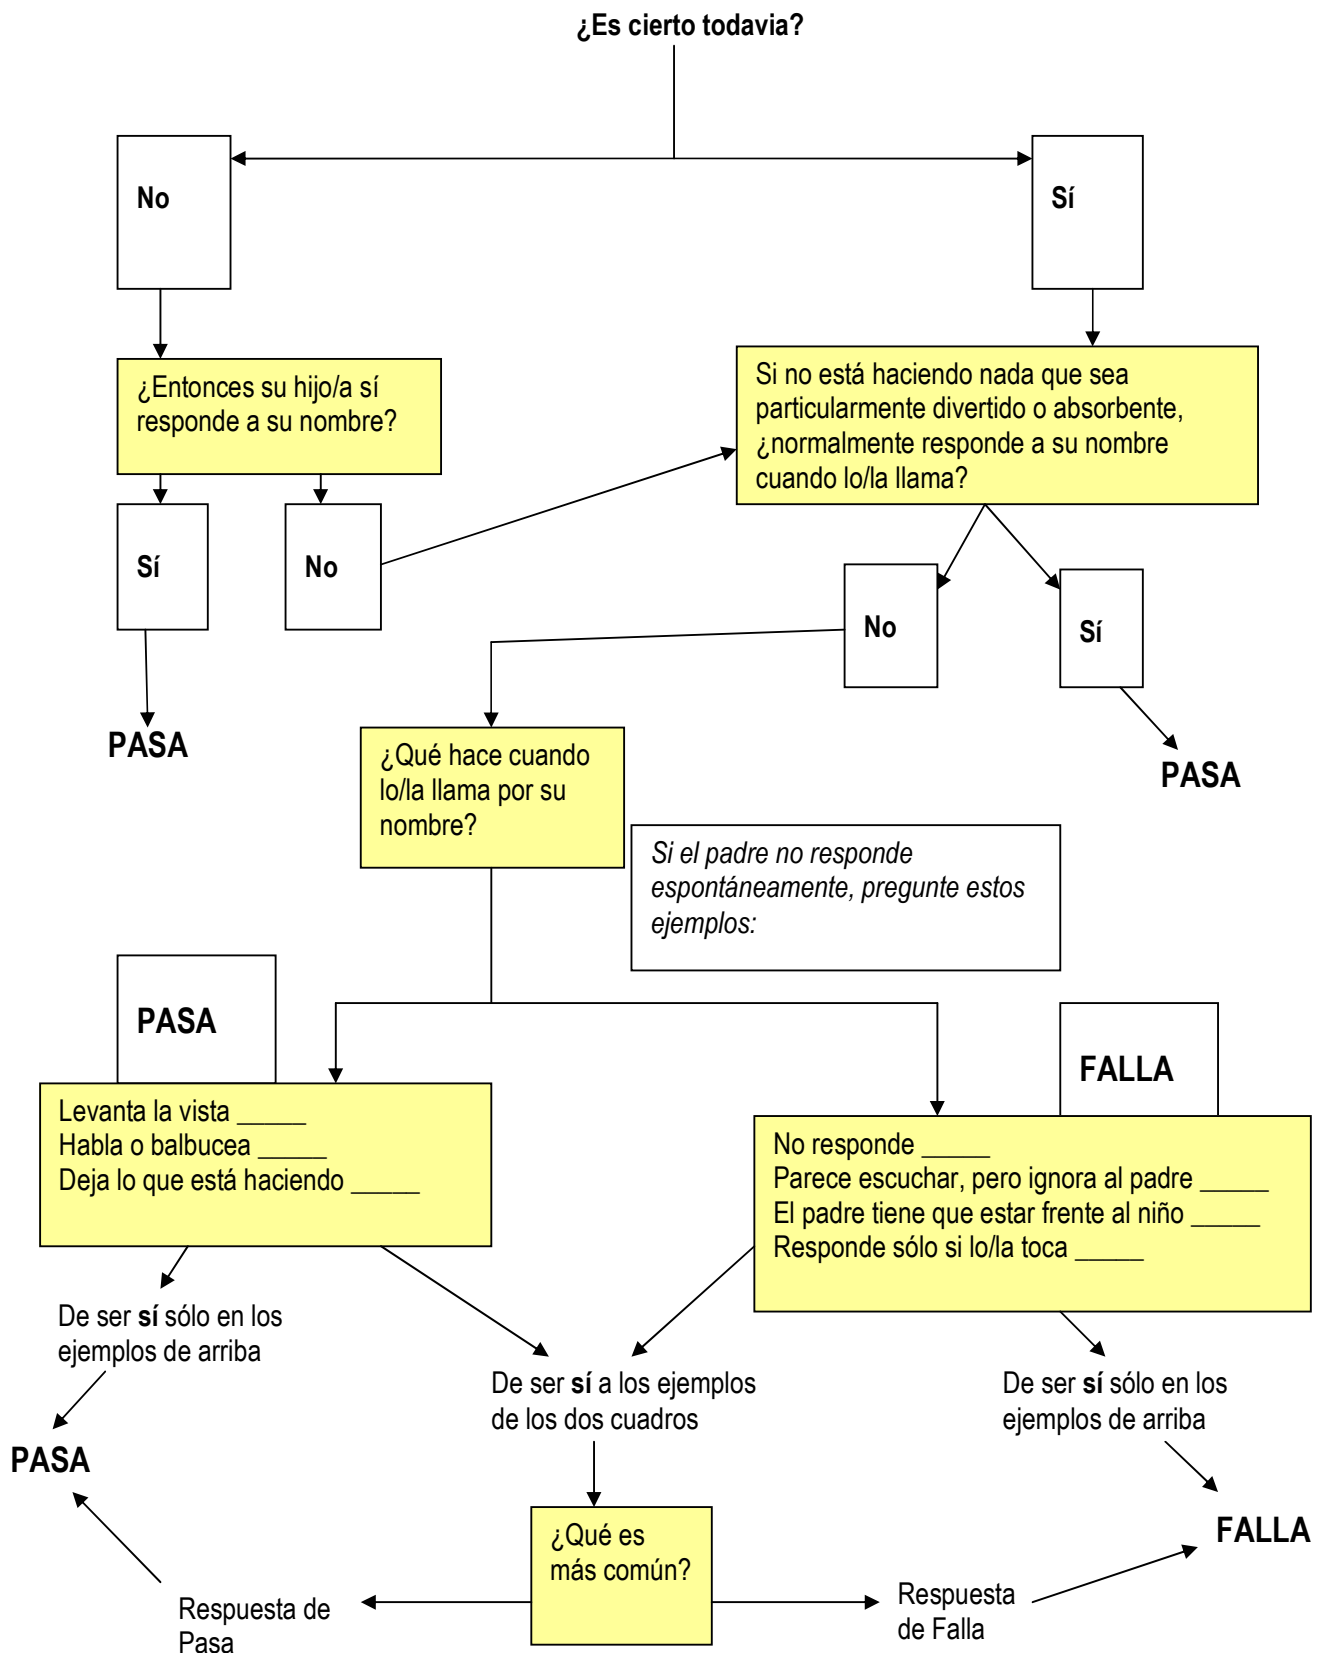 ¿Es cierto todavia?
No
Sí
¿Entonces su hijo/a sí
responde a su nombre?
Si no está haciendo nada que sea
particularmente divertido o absorbente,
¿normalmente responde a su nombre
cuando lo/la llama?
Sí
No
No
Sí
PASA
PASA
¿Qué hace cuando
lo/la llama por su
nombre?
Si el padre no responde
espontáneamente, pregunte estos
ejemplos:
PASA
FALLA
Levanta la vista _____
Habla o balbucea _____
Deja lo que está haciendo _____
No responde _____
Parece escuchar, pero ignora al padre _____
El padre tiene que estar frente al niño _____
Responde sólo si lo/la toca _____
De ser sí sólo en los
ejemplos de arriba
De ser sí a los ejemplos
de los dos cuadros
De ser sí sólo en los
ejemplos de arriba
PASA
FALLA
¿Qué es
más común?
Respuesta de
Pasa
Respuesta
de Falla